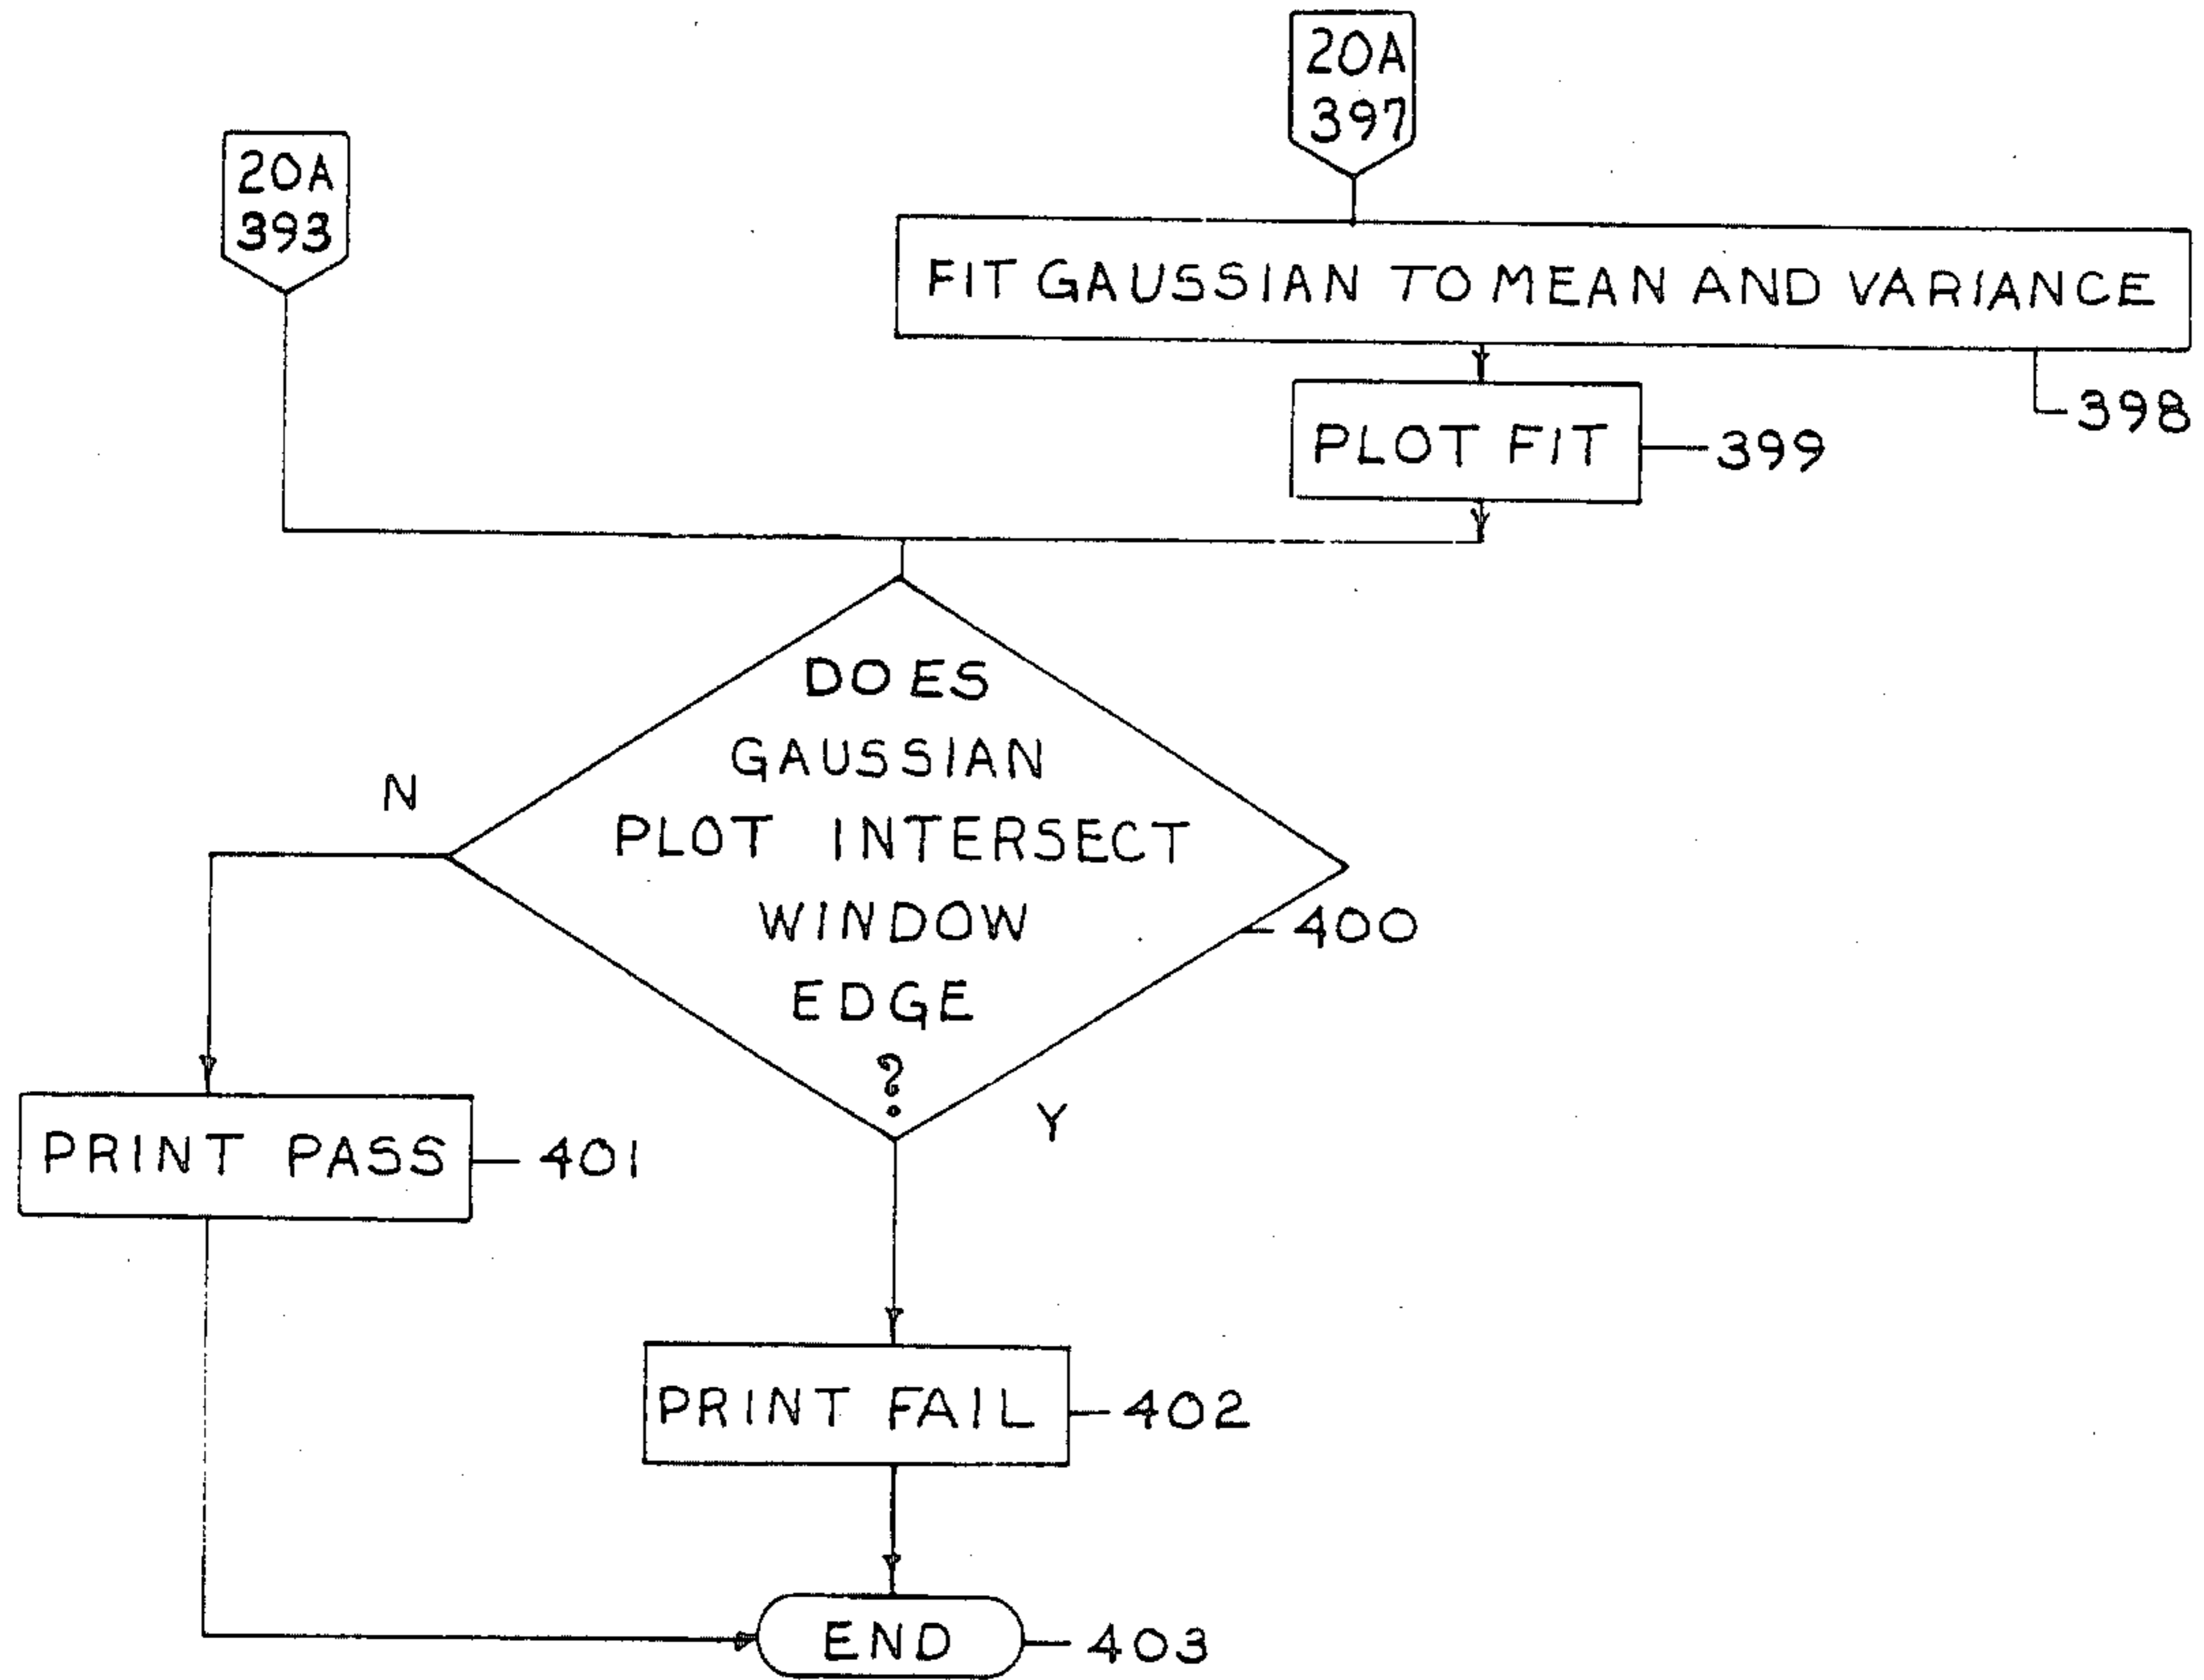 20A
397
20A
393
FIT GAUSSIAN TO MEAN AND VARIANCE
398
PLOT FIT
399
DOES
GAUSSIAN
PLOT INTERSECT
WINDOW
EDGE
?
400
N
Y
PRINT PASS
401
PRINT FAIL
402
END
403